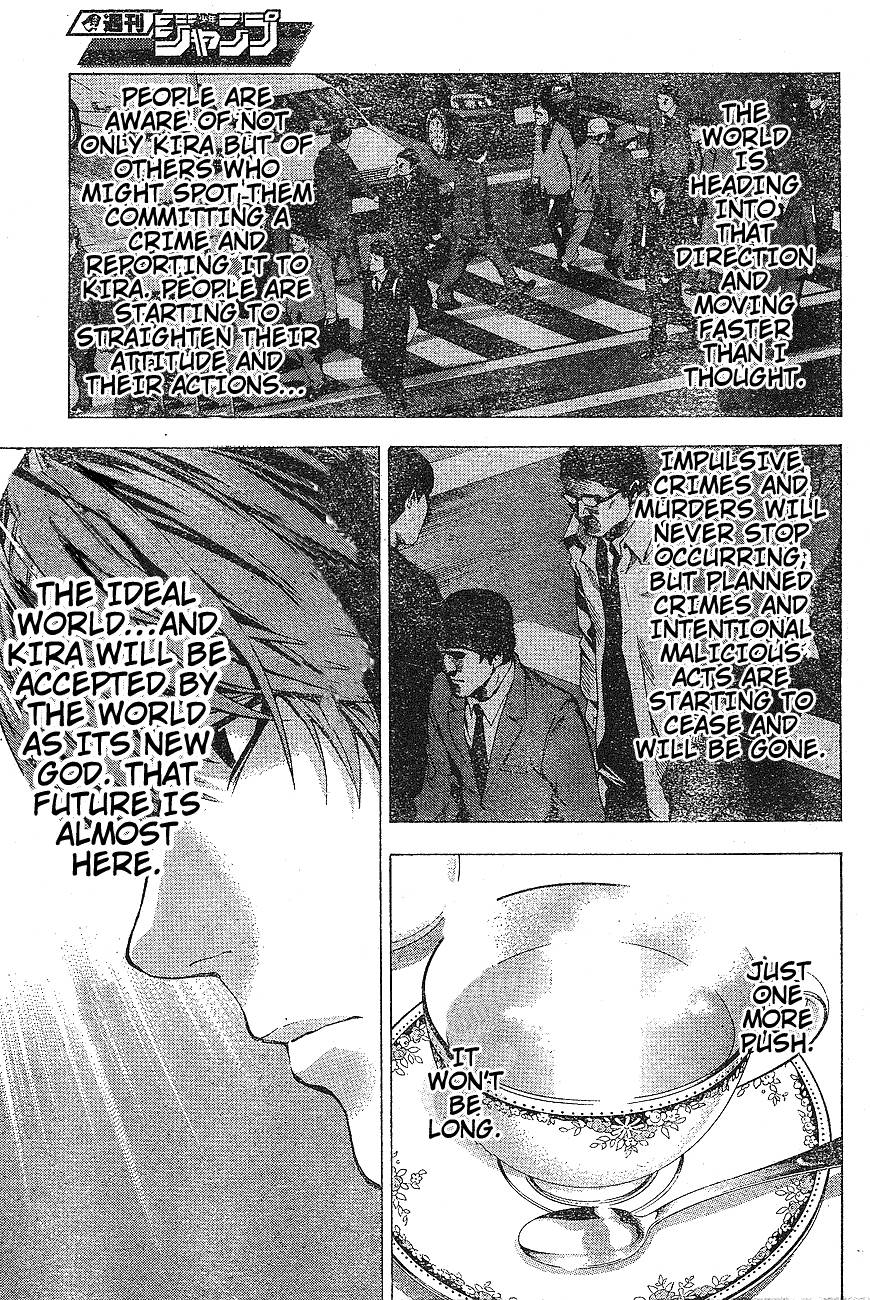 週刊
少年
ジャンプ
THE
WORLD
IS
HEADING
INTO
THAT
DIRECTION
AND
MOVING
FASTER
THAN I
THOUGHT.
PEOPLE ARE
AWARE OF NOT
ONLY KIRA BUT OF
OTHERS WHO
MIGHT SPOT THEM
COMMITTING A
CRIME AND
REPORTING IT TO
KIRA. PEOPLE ARE
STARTING TO
STRAIGHTEN THEIR
ATTITUDE AND
THEIR ACTIONS...
IMPULSIVE
CRIMES AND
MURDERS WILL
NEVER STOP
OCCURRING,
BUT PLANNED
CRIMES AND
INTENTIONAL
MALICIOUS
ACTS ARE
STARTING TO
CEASE AND
WILL BE GONE.
THE IDEAL
WORLD...AND
KIRA WILL BE
ACCEPTED BY
THE WORLD
AS ITS NEW
GOD. THAT
FUTURE IS
ALMOST
HERE.
JUST
ONE
MORE
PUSH.
IT
WON'T
BE
LONG.